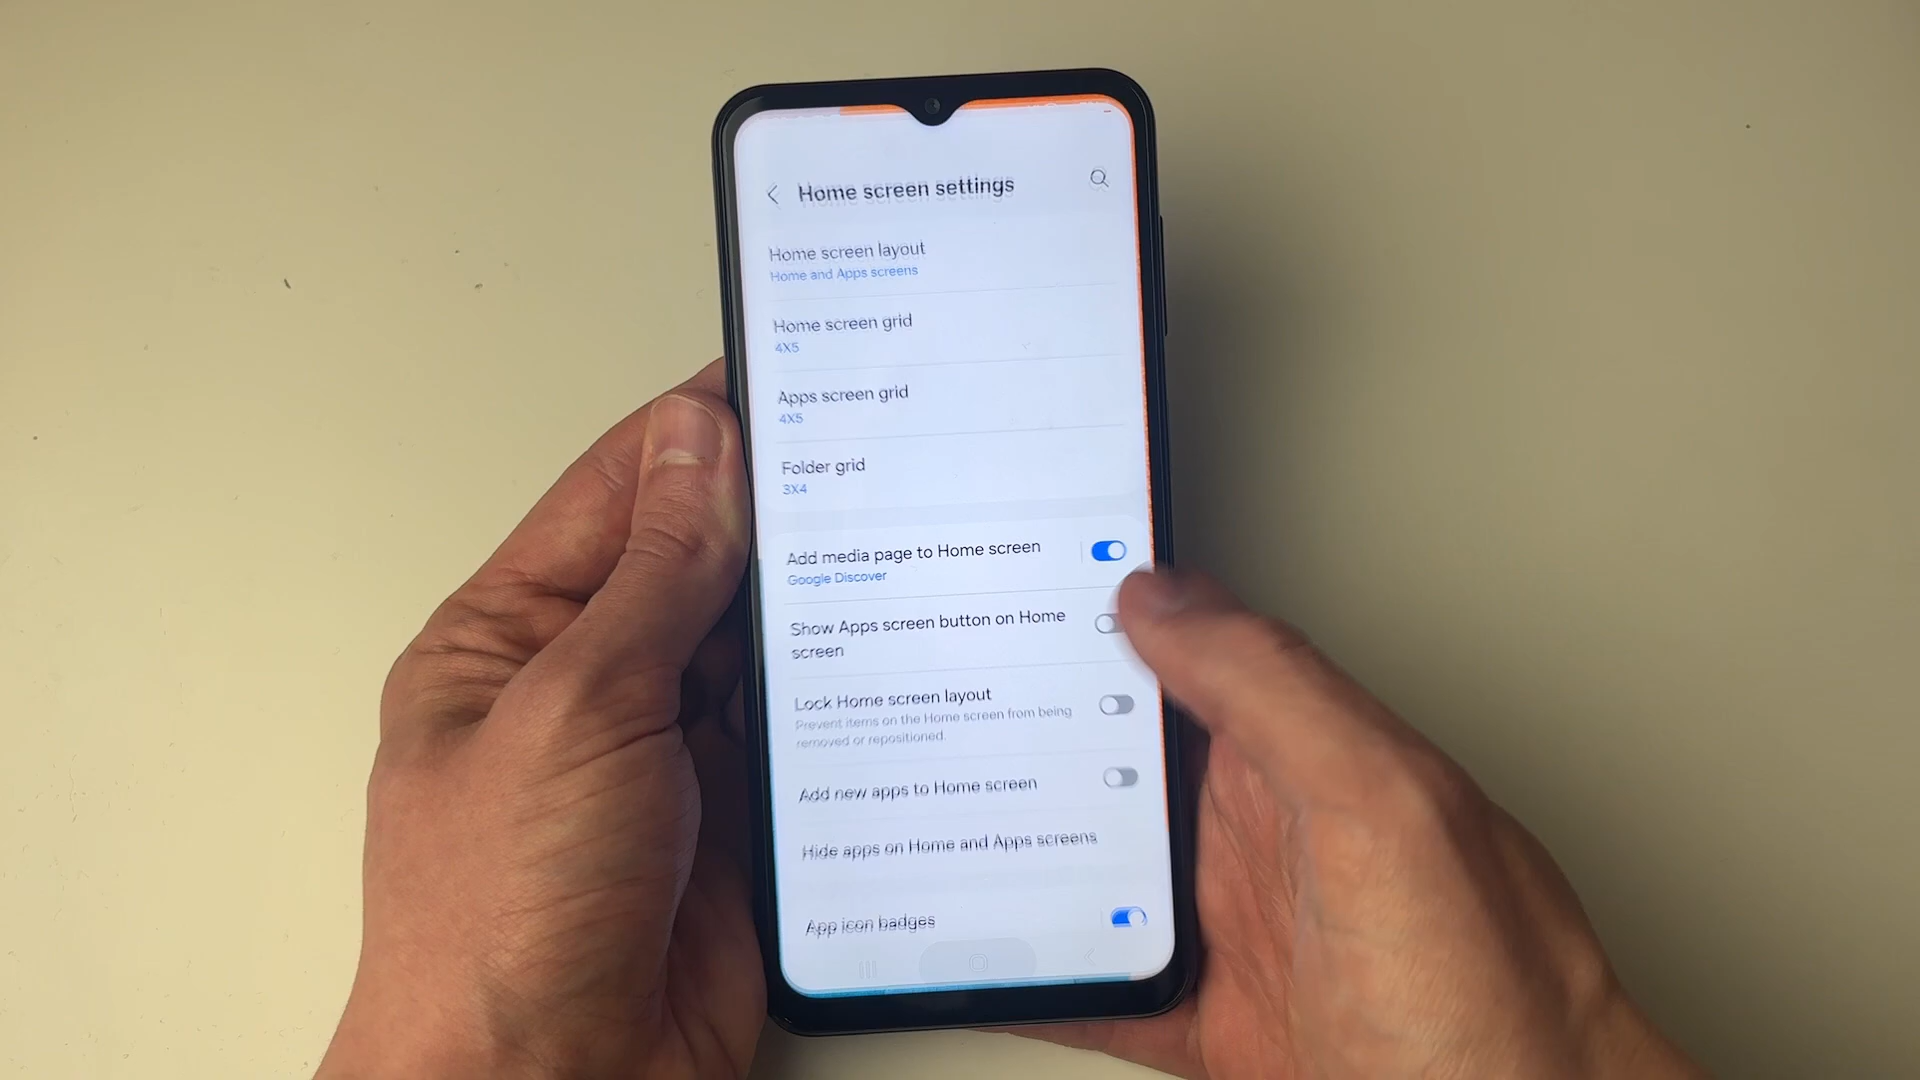 Home screen settings
Home screen layout
Home and Apps screens
Home screen grid
4X5
Apps screen grid
4X5
Folder grid
3X4
Add media page to Home screen
Google Discover
Show Apps screen button on Home
screen
Lock Home screen layout
Prevent items on the Home screen from being
removed or repositioned.
Add new apps to Home screen
Hide apps on Home and Apps screens
App icon badges